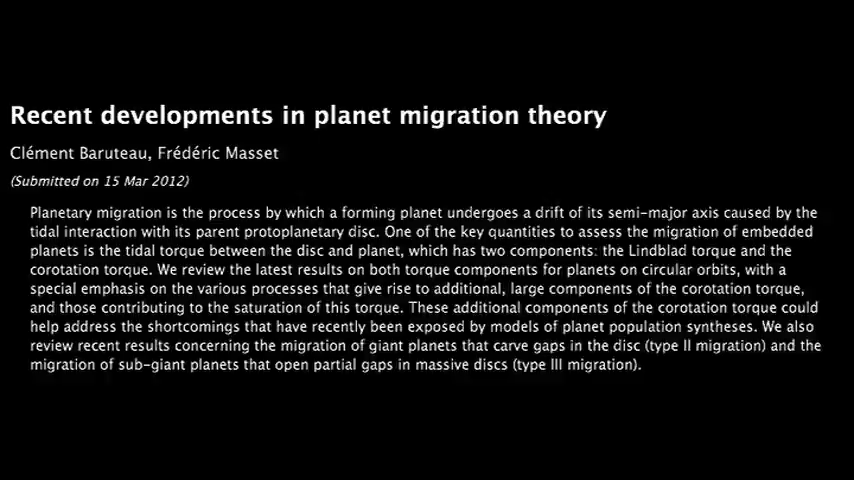 Recent developments in planet migration theory
Clément Baruteau, Frédéric Masset
(Submitted on 15 Mar 2012)
Planetary migration is the process by which a forming planet undergoes a drift of its semi-major axis caused by the
tidal interaction with its parent protoplanetary disc. One of the key quantities to assess the migration of embedded
planets is the tidal torque between the disc and planet, which has two components: the Lindblad torque and the
corotation torque. We review the latest results on both torque components for planets on circular orbits, with a
special emphasis on the various processes that give rise to additional, large components of the corotation torque,
and those contributing to the saturation of this torque. These additional components of the corotation torque could
help address the shortcomings that have recently been exposed by models of planet population syntheses. We also
review recent results concerning the migration of giant planets that carve gaps in the disc (type II migration) and the
migration of sub-giant planets that open partial gaps in massive discs (type III migration).